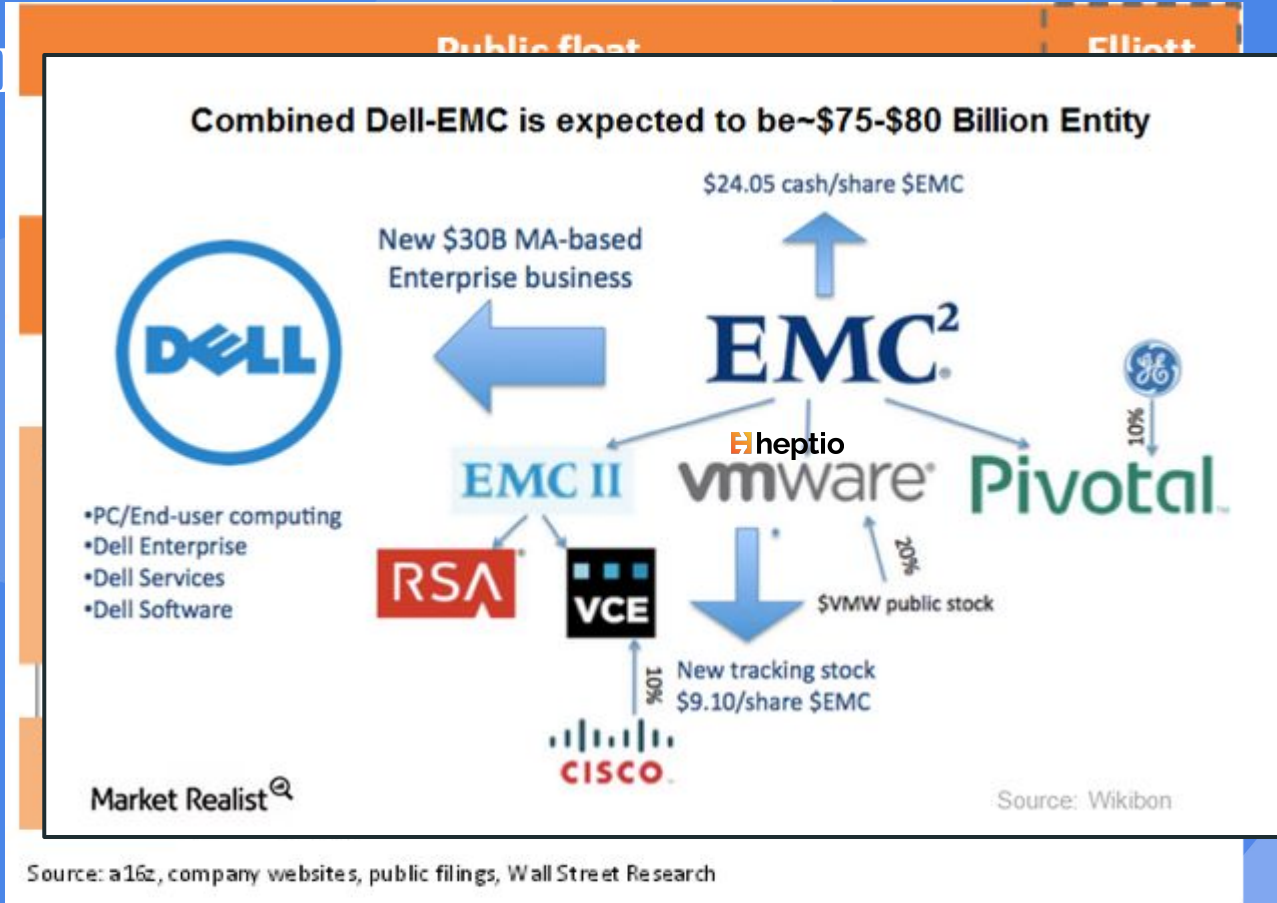 Public float
Elliott
Combined Dell-EMC is expected to be~$75-$80 Billion Entity
$24.05 cash/share $EMC
New $30B MA-based
Enterprise business
DELL
EMC²
GE
10%
heptio
EMC II
vmware
Pivotal
•PC/End-user computing
•Dell Enterprise
•Dell Services
•Dell Software
RSA
VCE
*
20%
$VMW public stock
10%
New tracking stock
$9.10/share $EMC
CISCO
Market Realist
Source: Wikibon
Source: a16z, company websites, public filings, Wall Street Research